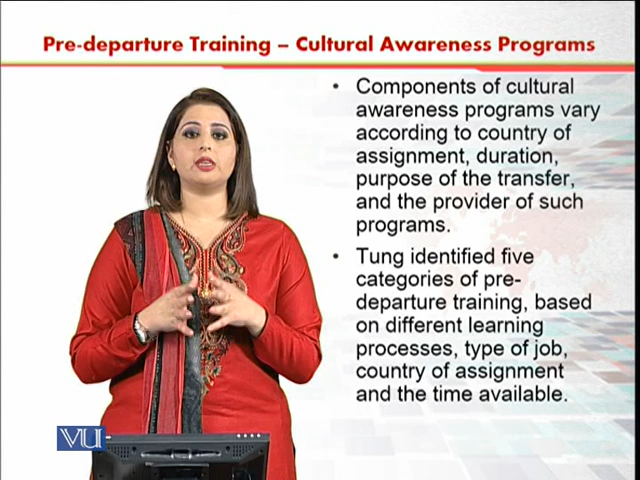 Pre-departure Training – Cultural Awareness Programs
• Components of cultural
awareness programs vary
according to country of
assignment, duration,
purpose of the transfer,
and the provider of such
programs.
• Tung identified five
categories of pre-
departure training, based
on different learning
processes, type of job,
country of assignment
and the time available.
VU